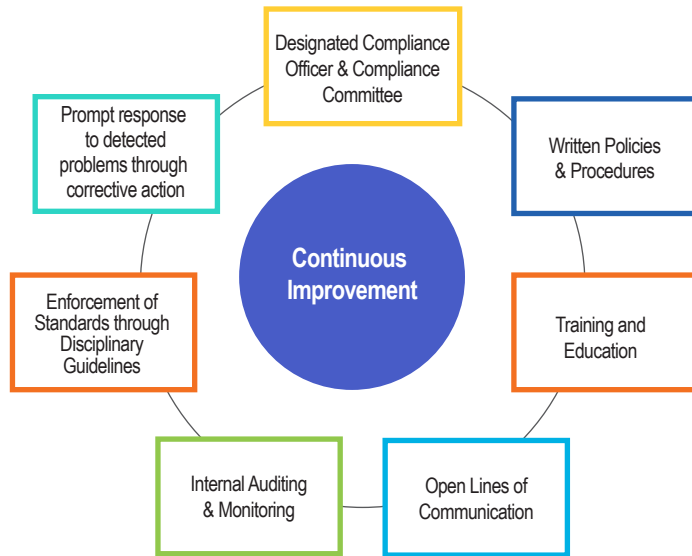 Designated Compliance
Officer & Compliance
Committee
Written Policies
& Procedures
Training and
Education
Open Lines of
Communication
Internal Auditing
& Monitoring
Enforcement of
Standards through
Disciplinary
Guidelines
Prompt response
to detected
problems through
corrective action
Continuous
Improvement